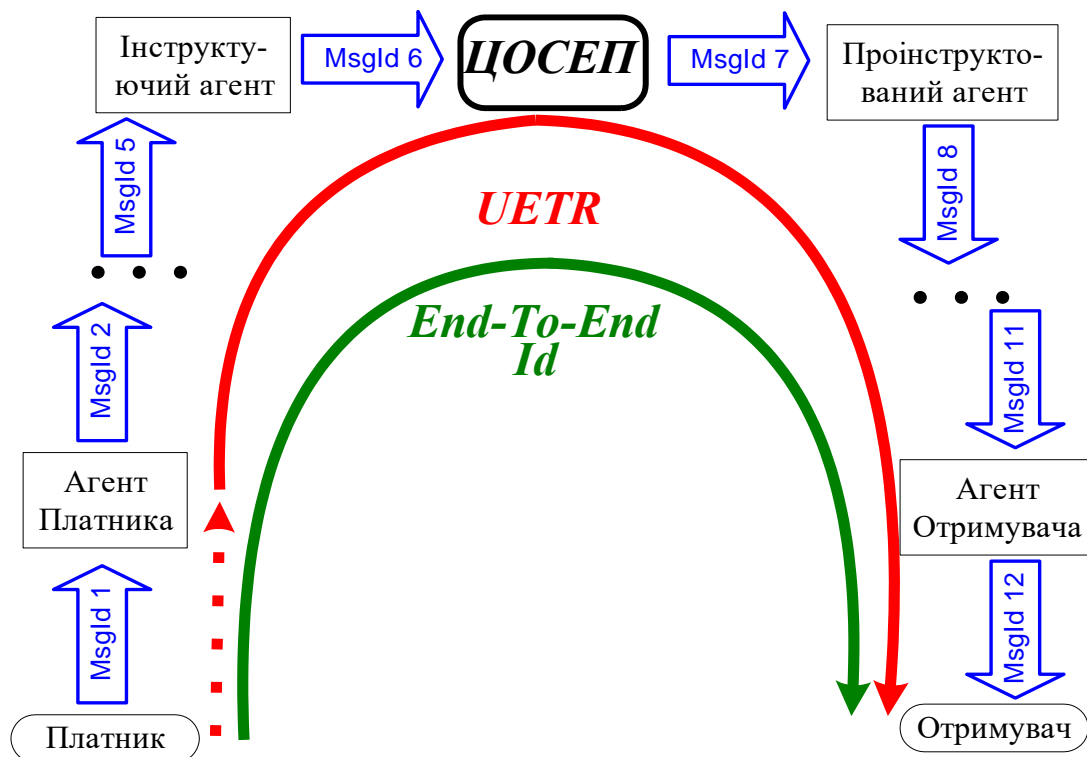 Інструкту-
ючий агент
MsgId 6
ЦОСЕП
MsgId 7
Проінструкто-
ваний агент
MsgId 5
MsgId 8
UETR
• • •
• • •
End-To-End
Id
MsgId 2
MsgId 11
Агент
Платника
Агент
Отримувача
MsgId 1
MsgId 12
Платник
Отримувач